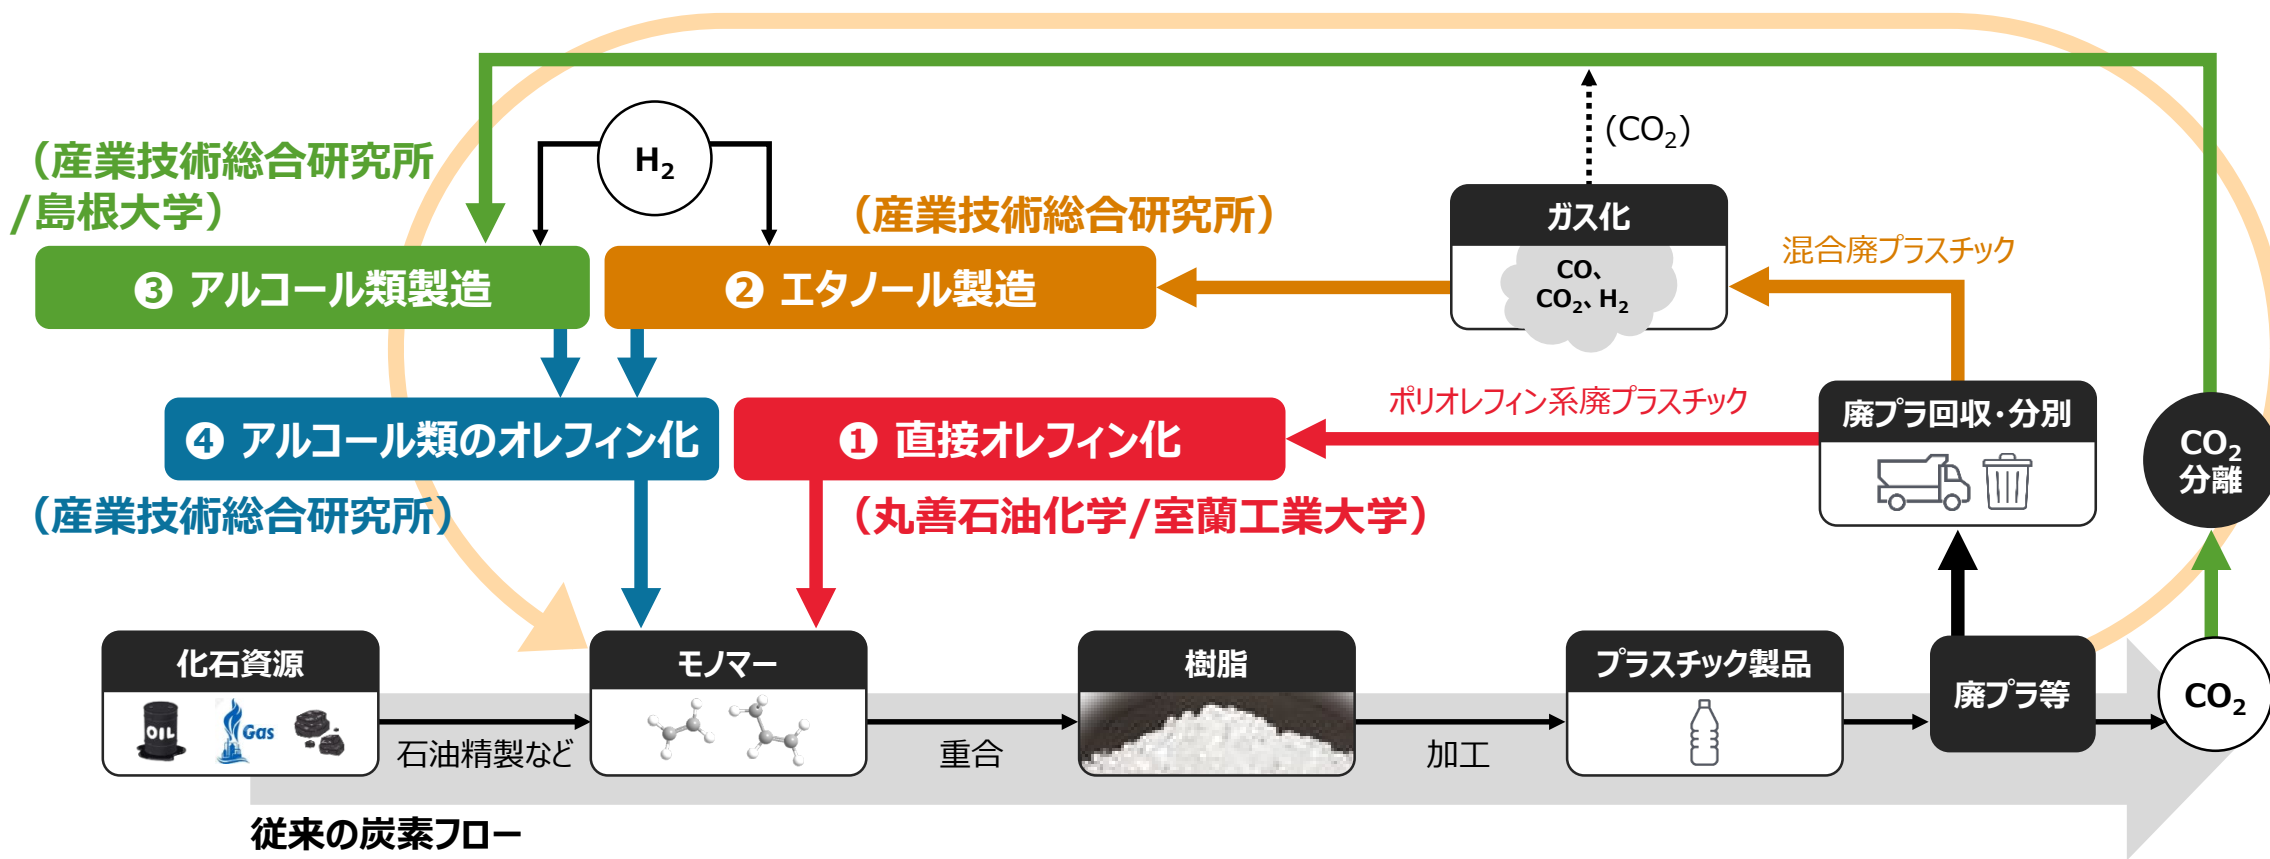 (CO₂)
(産業技術総合研究所
/島根大学)
H₂
(産業技術総合研究所)
ガス化
CO、
CO₂、H₂
混合廃プラスチック
❸ アルコール類製造
❷ エタノール製造
ポリオレフィン系廃プラスチック
廃プラ回収・分別
CO₂
分離
❹ アルコール類のオレフィン化
❶ 直接オレフィン化
(産業技術総合研究所)
(丸善石油化学/室蘭工業大学)
化石資源
OIL
Gas
石油精製など
モノマー
重合
樹脂
加工
プラスチック製品
廃プラ等
CO₂
従来の炭素フロー